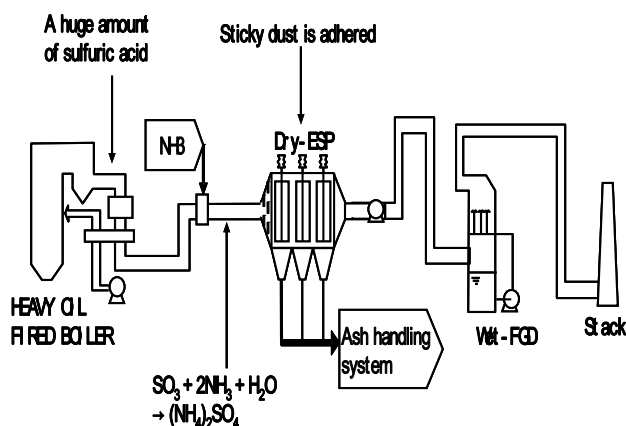 A huge amount
of sulfuric acid
Sticky dust is adhered
NH3
Dry-ESP
HEAVY OIL
FIRED BOILER
SO₃ + 2NH₃ + H₂O
→ (NH₄)₂SO₄
Ash handling
system
Wet-FGD
Stack